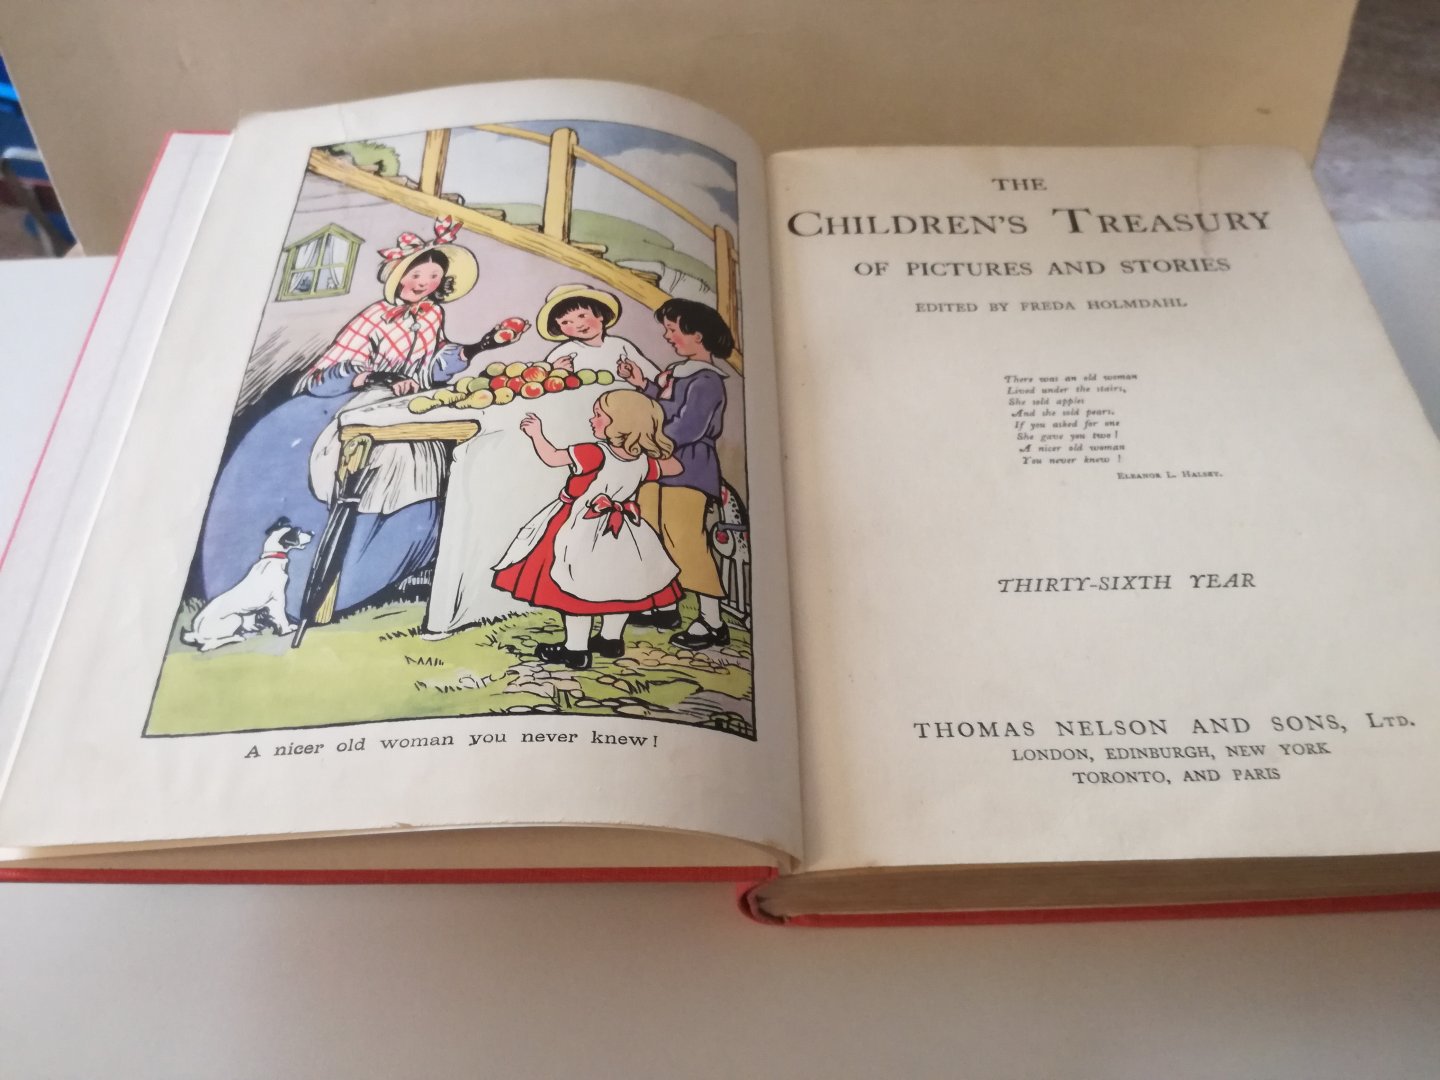 A nicer old woman you never knew!
THE
CHILDREN'S TREASURY
OF PICTURES AND STORIES
EDITED BY FREDA HOLMDAHL
There was an old woman
Lived under the stairs,
She sold apples
And she sold pears.
If you asked for one
She gave you two!
A nicer old woman
You never knew!
ELEANOR L. HALSEY.
THIRTY-SIXTH YEAR
THOMAS NELSON AND SONS, LTD.
LONDON, EDINBURGH, NEW YORK
TORONTO, AND PARIS